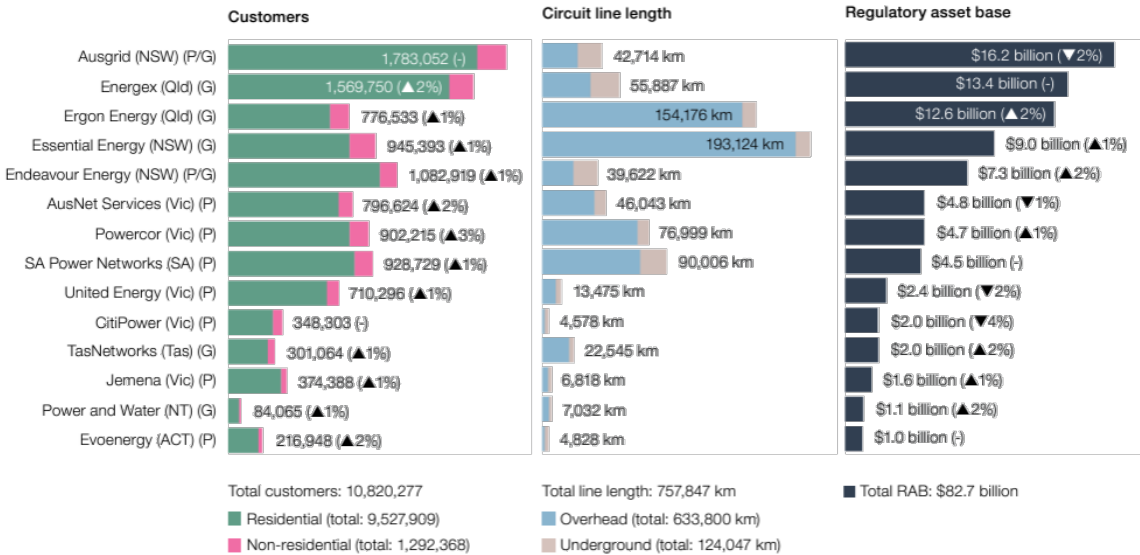 Customers Circuit line length Regulatory asset base
Ausgrid (NSW) (P/G) 1,783,052 (-) 42,714 km $16.2 billion (▼2%)
Energex (Qld) (G) 1,569,750 (▲2%) 55,887 km $13.4 billion (-)
Ergon Energy (Qld) (G) 776,533 (▲1%) 154,176 km $12.6 billion (▲2%)
Essential Energy (NSW) (G) 945,393 (▲1%) 193,124 km $9.0 billion (▲1%)
Endeavour Energy (NSW) (P/G) 1,082,919 (▲1%) 39,622 km $7.3 billion (▲2%)
AusNet Services (Vic) (P) 796,624 (▲2%) 46,043 km $4.8 billion (▼1%)
Powercor (Vic) (P) 902,215 (▲3%) 76,999 km $4.7 billion (▲1%)
SA Power Networks (SA) (P) 928,729 (▲1%) 90,006 km $4.5 billion (-)
United Energy (Vic) (P) 710,296 (▲1%) 13,475 km $2.4 billion (▼2%)
CitiPower (Vic) (P) 348,303 (-) 4,578 km $2.0 billion (▼4%)
TasNetworks (Tas) (G) 301,064 (▲1%) 22,545 km $2.0 billion (▲2%)
Jemena (Vic) (P) 374,388 (▲1%) 6,818 km $1.6 billion (▲1%)
Power and Water (NT) (G) 84,065 (▲1%) 7,032 km $1.1 billion (▲2%)
Evoenergy (ACT) (P) 216,948 (▲2%) 4,828 km $1.0 billion (-)
Total customers: 10,820,277 Total line length: 757,847 km Total RAB: $82.7 billion
Residential (total: 9,527,909) Overhead (total: 633,800 km)
Non-residential (total: 1,292,368) Underground (total: 124,047 km)